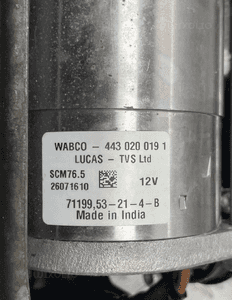 WABCO - 443 020 019 1
LUCAS - TVS Ltd
SCM76.5
26071610
12V
71199,53-21-4-B
Made in India